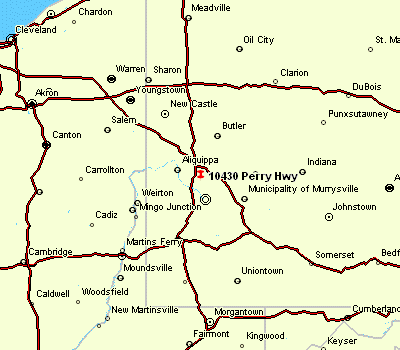 Chardon
Meadville
Cleveland
Oil City
St. Ma
Warren
Sharon
Clarion
Akron
Youngstown
DuBois
New Castle
Salem
Punxsutawney
Butler
Canton
Carrollton
Aliquippa
Indiana
10430 Perry Hwy
Weirton
Municipality of Murrysville
A
Mingo Junction
Cadiz
Johnstown
Martins Ferry
Cambridge
Somerset
Bedf
Moundsville
Uniontown
Woodsfield
Caldwell
New Martinsville
Morgantown
Cumberland
Fairmont
Kingwood
Keyser